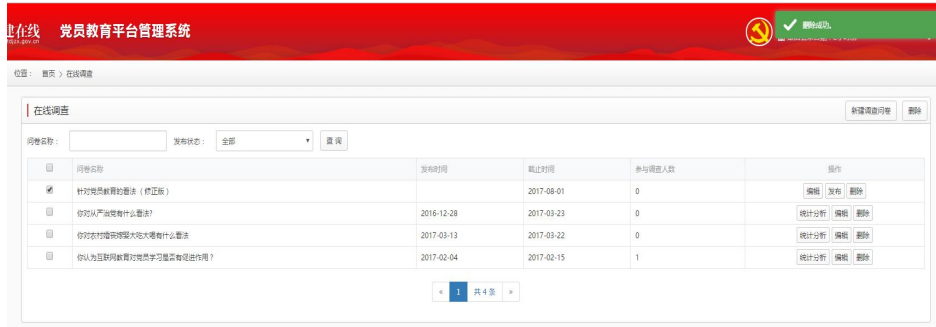 建在线 党员教育平台管理系统
删除成功。
位置： 首页 > 在线调查
在线调查 新建调查问卷 删除
问卷名称： 发布状态： 全部 查 询
问卷名称 发布时间 截止时间 参与调查人数 操作
针对党员教育的看法（修正版） 2017-08-01 0 编辑 发布 删除
你对从严治党有什么看法? 2016-12-28 2017-03-23 0 统计分析 编辑 删除
你对农村婚丧嫁娶大吃大喝有什么看法 2017-03-13 2017-03-22 0 统计分析 编辑 删除
你认为互联网教育对党员学习是否有促进作用？ 2017-02-04 2017-02-15 1 统计分析 编辑 删除
« 1 共 4 条 »